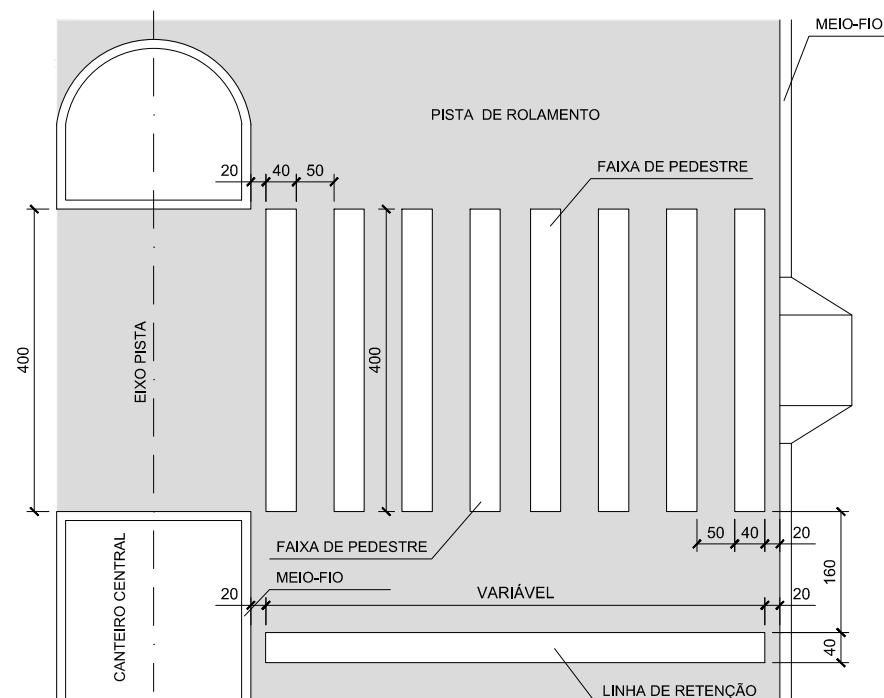 MEIO-FIO
PISTA DE ROLAMENTO
FAIXA DE PEDESTRE
20 40 50
400
EIXO PISTA
400
50 40 20
FAIXA DE PEDESTRE
160
MEIO-FIO
20 VARIÁVEL 20
CANTEIRO CENTRAL
40
LINHA DE RETENÇÃO